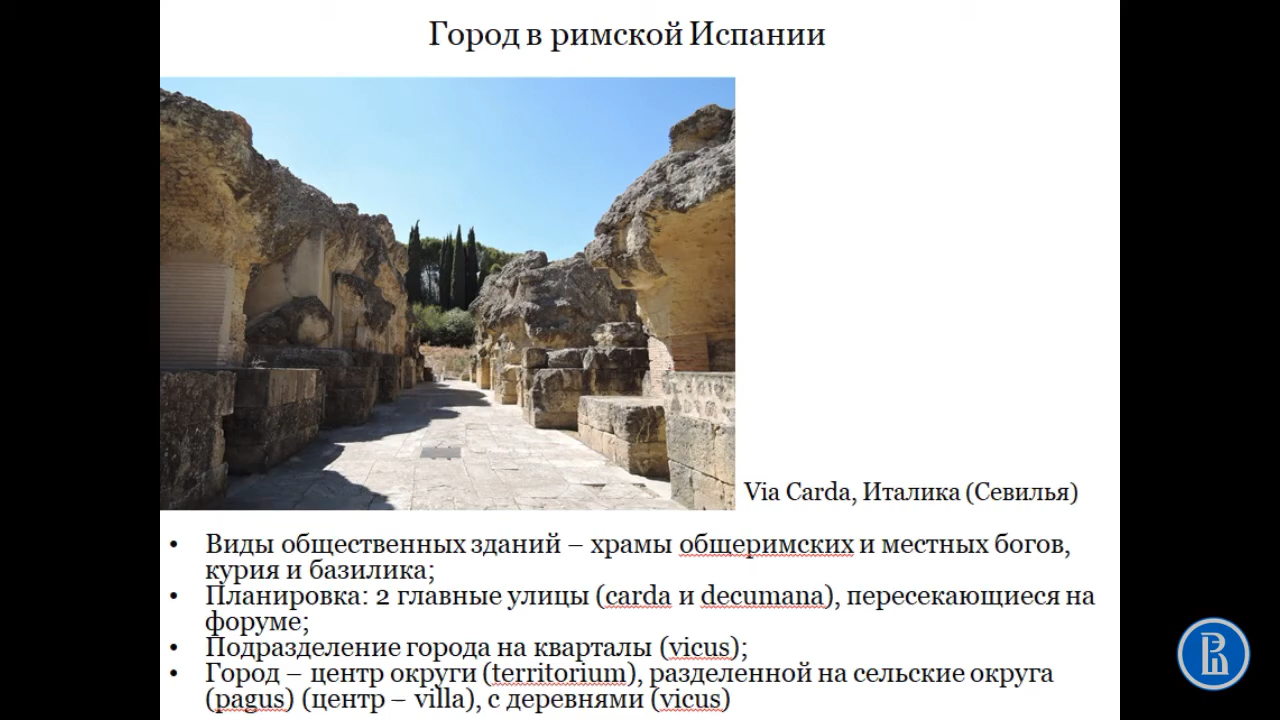 Город в римской Испании
Via Carda, Италика (Севилья)
• Виды общественных зданий – храмы общеримских и местных богов,
курия и базилика;
• Планировка: 2 главные улицы (carda и decumana), пересекающиеся на
форуме;
• Подразделение города на кварталы (vicus);
• Город – центр округи (territorium), разделенной на сельские округа
(pagus) (центр – villa), с деревнями (vicus)